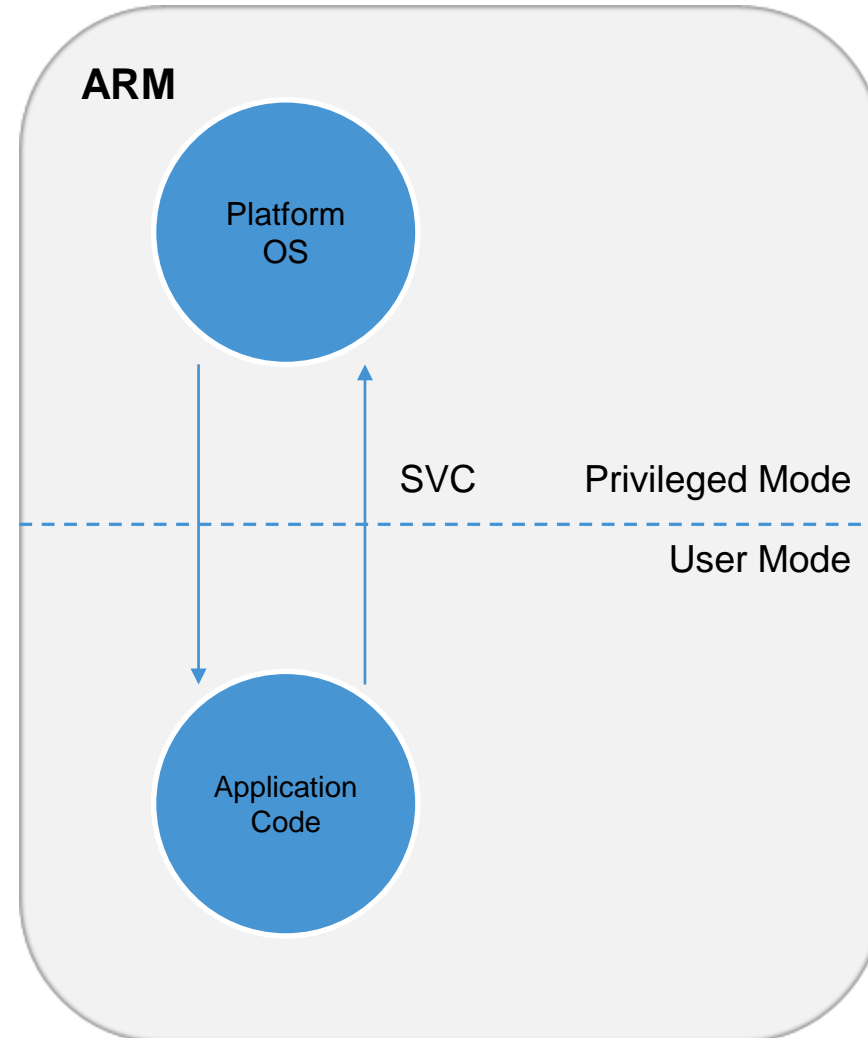 ARM
Platform
OS
SVC
Privileged Mode
User Mode
Application
Code